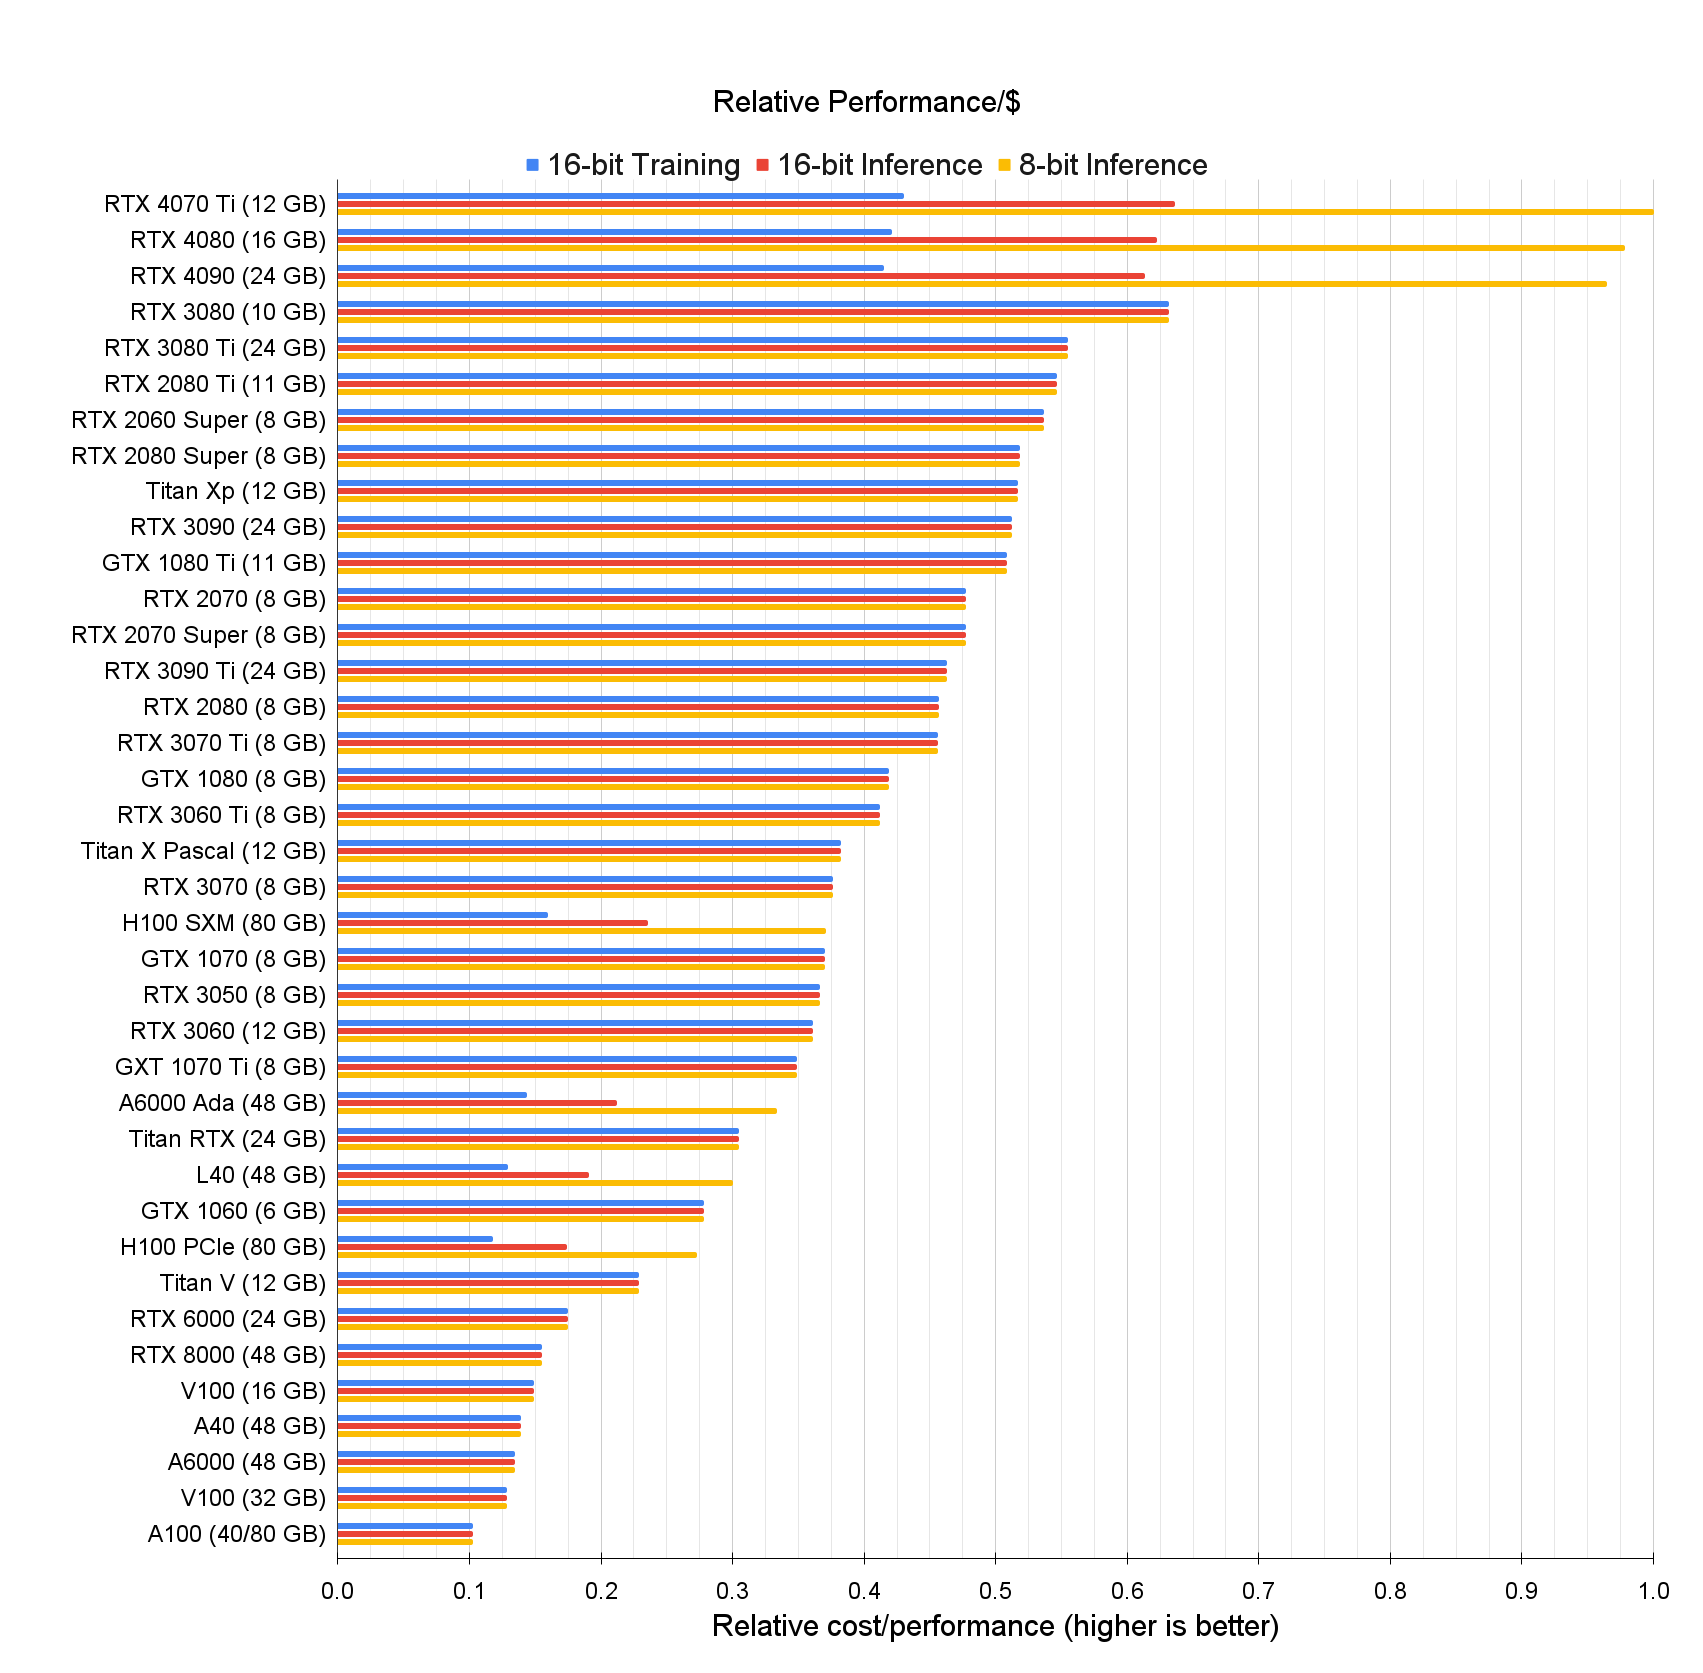 Relative Performance/$
16-bit Training 16-bit Inference 8-bit Inference
RTX 4070 Ti (12 GB)
RTX 4080 (16 GB)
RTX 4090 (24 GB)
RTX 3080 (10 GB)
RTX 3080 Ti (24 GB)
RTX 2080 Ti (11 GB)
RTX 2060 Super (8 GB)
RTX 2080 Super (8 GB)
Titan Xp (12 GB)
RTX 3090 (24 GB)
GTX 1080 Ti (11 GB)
RTX 2070 (8 GB)
RTX 2070 Super (8 GB)
RTX 3090 Ti (24 GB)
RTX 2080 (8 GB)
RTX 3070 Ti (8 GB)
GTX 1080 (8 GB)
RTX 3060 Ti (8 GB)
Titan X Pascal (12 GB)
RTX 3070 (8 GB)
H100 SXM (80 GB)
GTX 1070 (8 GB)
RTX 3050 (8 GB)
RTX 3060 (12 GB)
GXT 1070 Ti (8 GB)
A6000 Ada (48 GB)
Titan RTX (24 GB)
L40 (48 GB)
GTX 1060 (6 GB)
H100 PCIe (80 GB)
Titan V (12 GB)
RTX 6000 (24 GB)
RTX 8000 (48 GB)
V100 (16 GB)
A40 (48 GB)
A6000 (48 GB)
V100 (32 GB)
A100 (40/80 GB)
0.0 0.1 0.2 0.3 0.4 0.5 0.6 0.7 0.8 0.9 1.0
Relative cost/performance (higher is better)